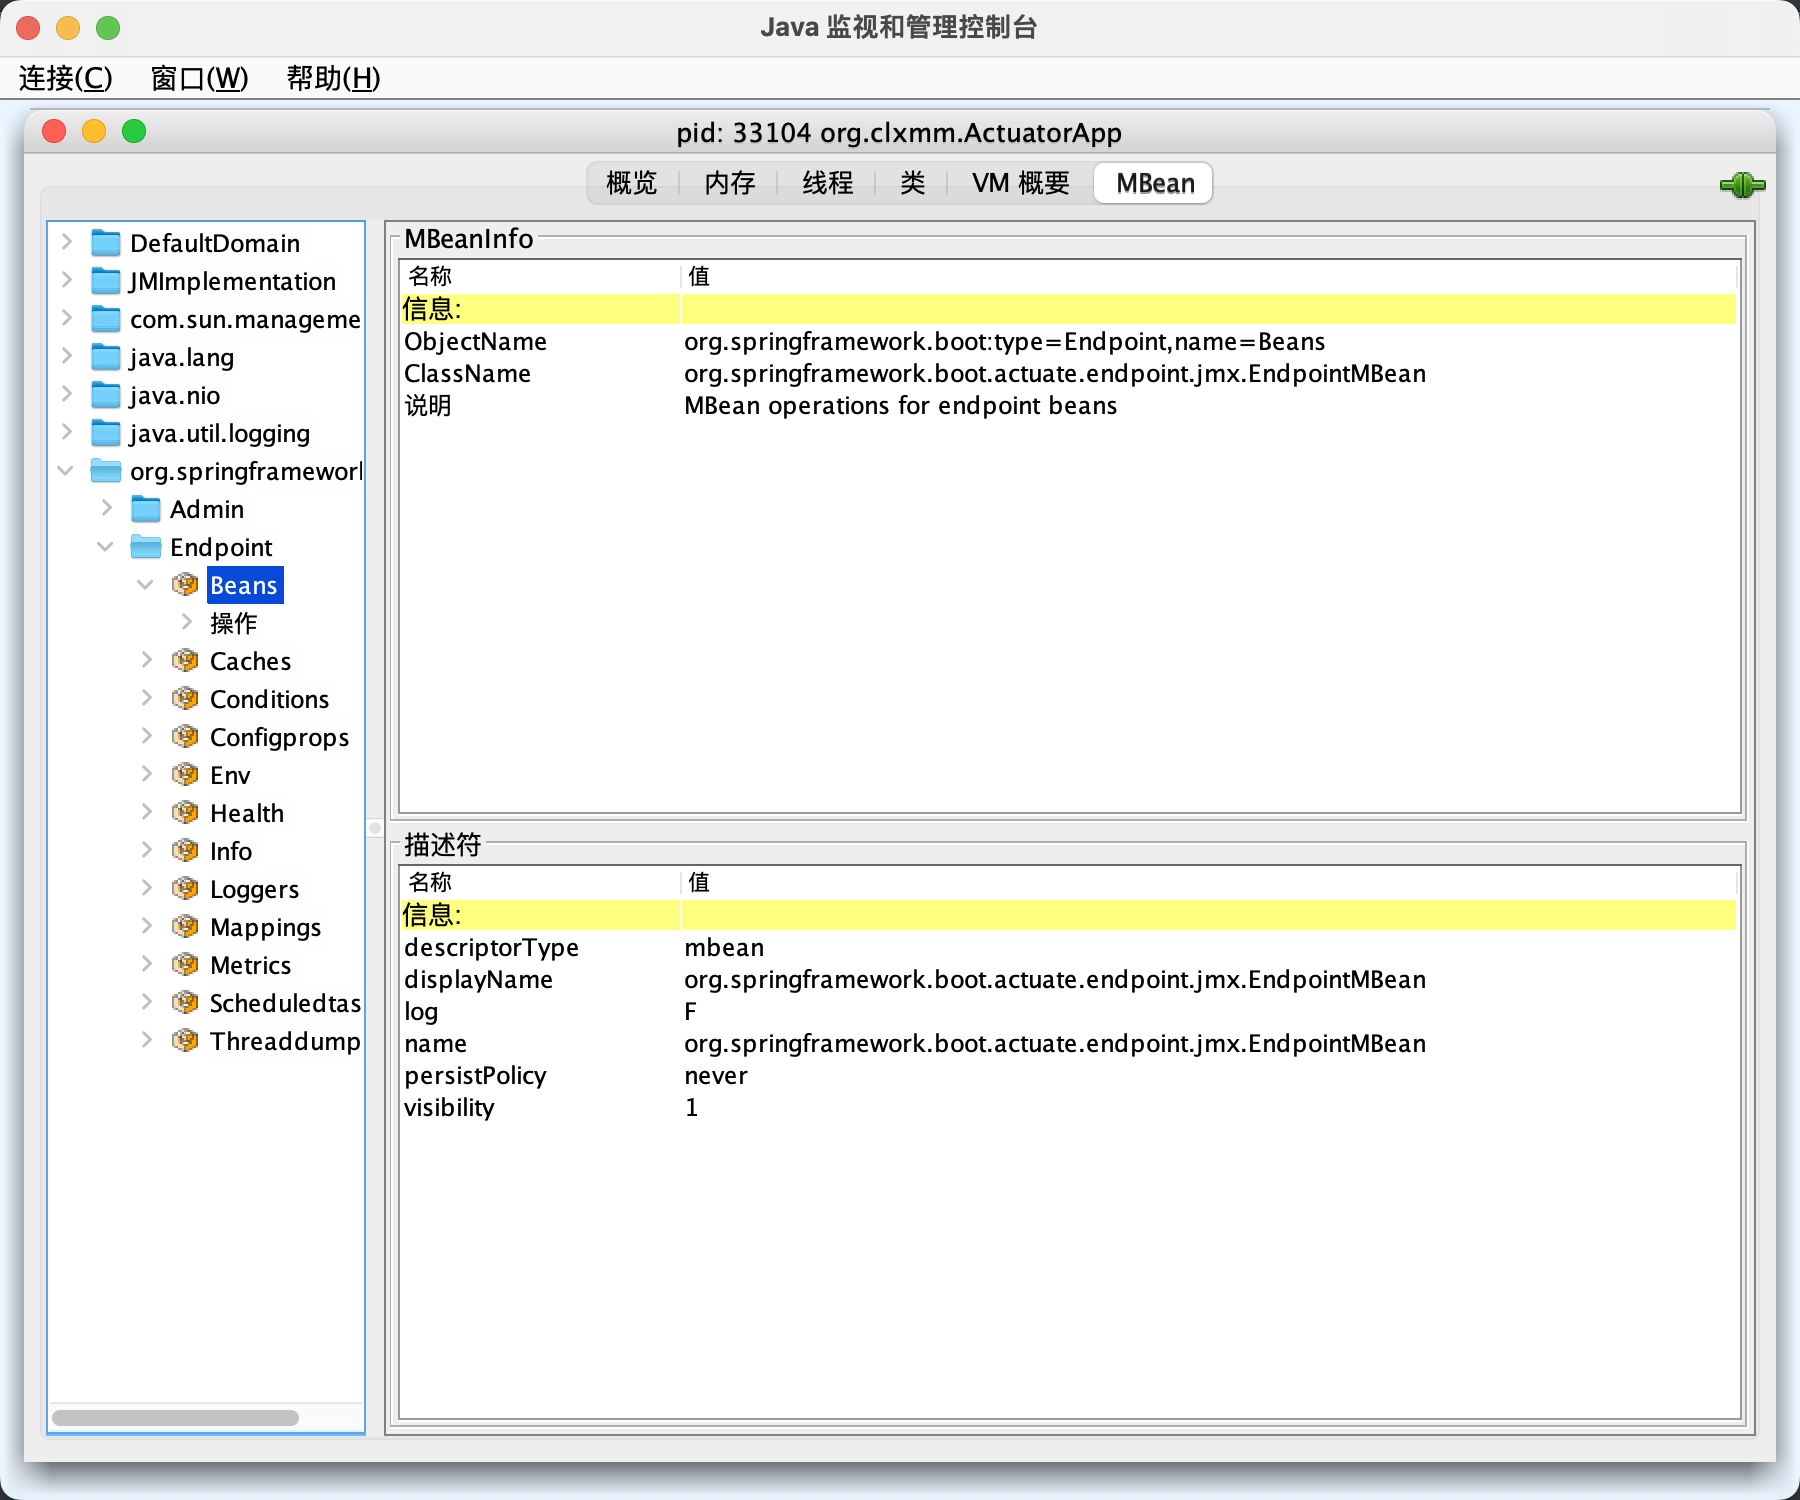 Java 监视和管理控制台
连接(C) 窗口(W) 帮助(H)
pid: 33104 org.clxmm.ActuatorApp
概览 内存 线程 类 VM 概要 MBean
DefaultDomain
JMImplementation
com.sun.manageme
java.lang
java.nio
java.util.logging
org.springframework
Admin
Endpoint
Beans
操作
Caches
Conditions
Configprops
Env
Health
Info
Loggers
Mappings
Metrics
Scheduledtas
Threaddump
MBeanInfo
名称 值
信息:
ObjectName org.springframework.boot:type=Endpoint,name=Beans
ClassName org.springframework.boot.actuate.endpoint.jmx.EndpointMBean
说明 MBean operations for endpoint beans
描述符
名称 值
信息:
descriptorType mbean
displayName org.springframework.boot.actuate.endpoint.jmx.EndpointMBean
log F
name org.springframework.boot.actuate.endpoint.jmx.EndpointMBean
persistPolicy never
visibility 1